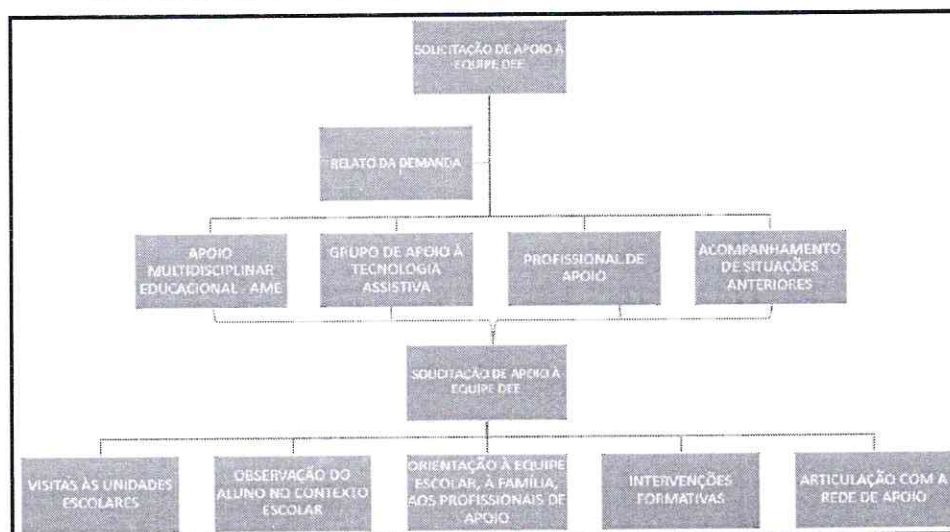 SOLICITAÇÃO DE APOIO À
EQUIPE DEE
RELATO DA DEMANDA
APOIO
MULTIDISCIPLINAR
EDUCACIONAL - AME
GRUPO DE APOIO À
TECNOLOGIA
ASSISTIVA
PROFISSIONAL DE
APOIO
ACOMPANHAMENTO
DE SITUAÇÕES
ANTERIORES
SOLICITAÇÃO DE APOIO À
EQUIPE DEE
VISITAS ÀS UNIDADES
ESCOLARES
OBSERVAÇÃO DO
ALUNO NO CONTEXTO
ESCOLAR
ORIENTAÇÃO À EQUIPE
ESCOLAR, À FAMÍLIA,
AOS PROFISSIONAIS DE
APOIO
INTERVENÇÕES
FORMATIVAS
ARTICULAÇÃO COM A
REDE DE APOIO